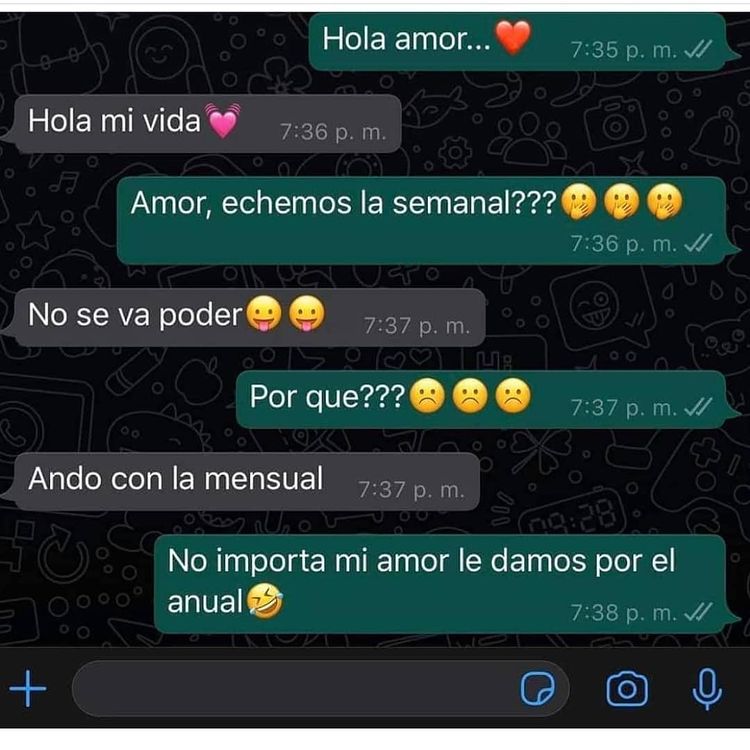 Hola amor...❤️ 7:35 p. m.
Hola mi vida💓 7:36 p. m.
Amor, echemos la semanal???🤭🤭🤭
7:36 p. m.
No se va poder😛😛 7:37 p. m.
Por que???☹️☹️☹️ 7:37 p. m.
Ando con la mensual 7:37 p. m.
No importa mi amor le damos por el
anual🤣 7:38 p. m.